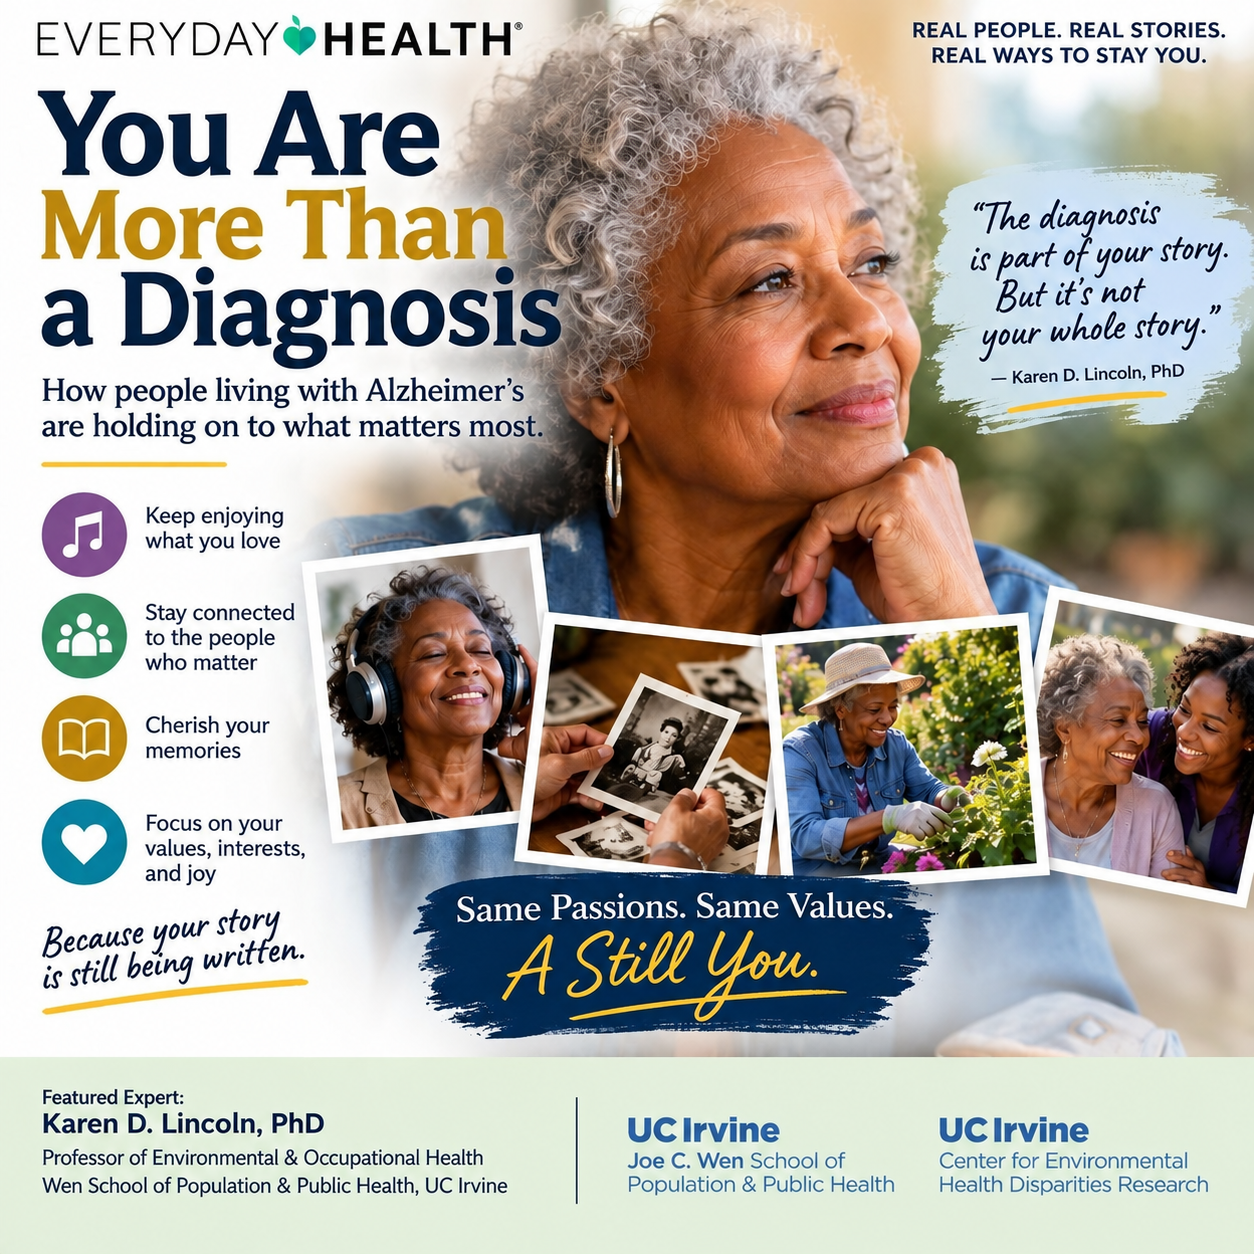 EVERYDAY HEALTH®
REAL PEOPLE. REAL STORIES.
REAL WAYS TO STAY YOU.
You Are
More Than
a Diagnosis
How people living with Alzheimer's
are holding on to what matters most.
"The diagnosis
is part of your story.
But it's not
your whole story."
— Karen D. Lincoln, PhD
Keep enjoying
what you love
Stay connected
to the people
who matter
Cherish your
memories
Focus on your
values, interests,
and joy
Because your story
is still being written.
Same Passions. Same Values.
A Still You.
Featured Expert:
Karen D. Lincoln, PhD
Professor of Environmental & Occupational Health
Wen School of Population & Public Health, UC Irvine
UC Irvine
Joe C. Wen School of
Population & Public Health
UC Irvine
Center for Environmental
Health Disparities Research